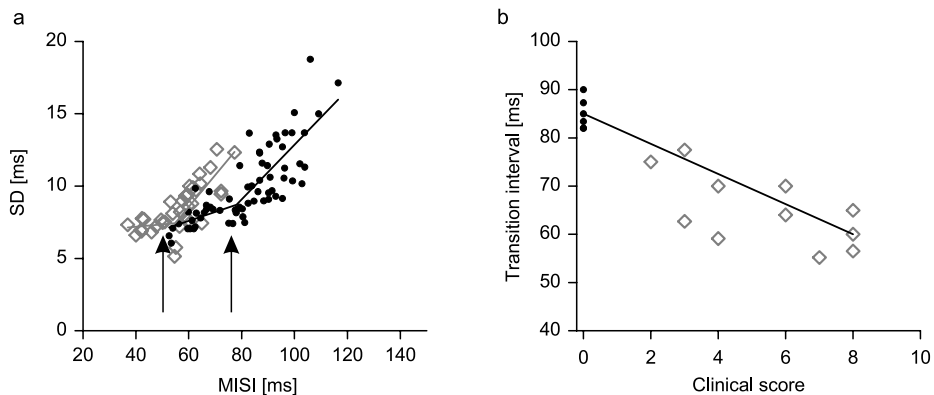 a
20
15
10
5
0
SD [ms]
20 40 60 80 100 120 140
MISI [ms]
b
100
90
80
70
60
50
40
Transition interval [ms]
0 2 4 6 8 10
Clinical score